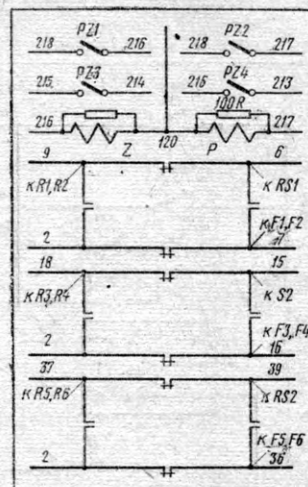 PZ1 PZ2
218 216 218 217
PZ3 PZ4
215 214 216 213
100R
216 217
120
9 Z P 6
к R1,R2 к RS1
к F1,F2
2
18 15
к R3,R4 к S2
к F3,F4
2 16
37 39
к R5,R6 к RS2
к F5,F6
2 36